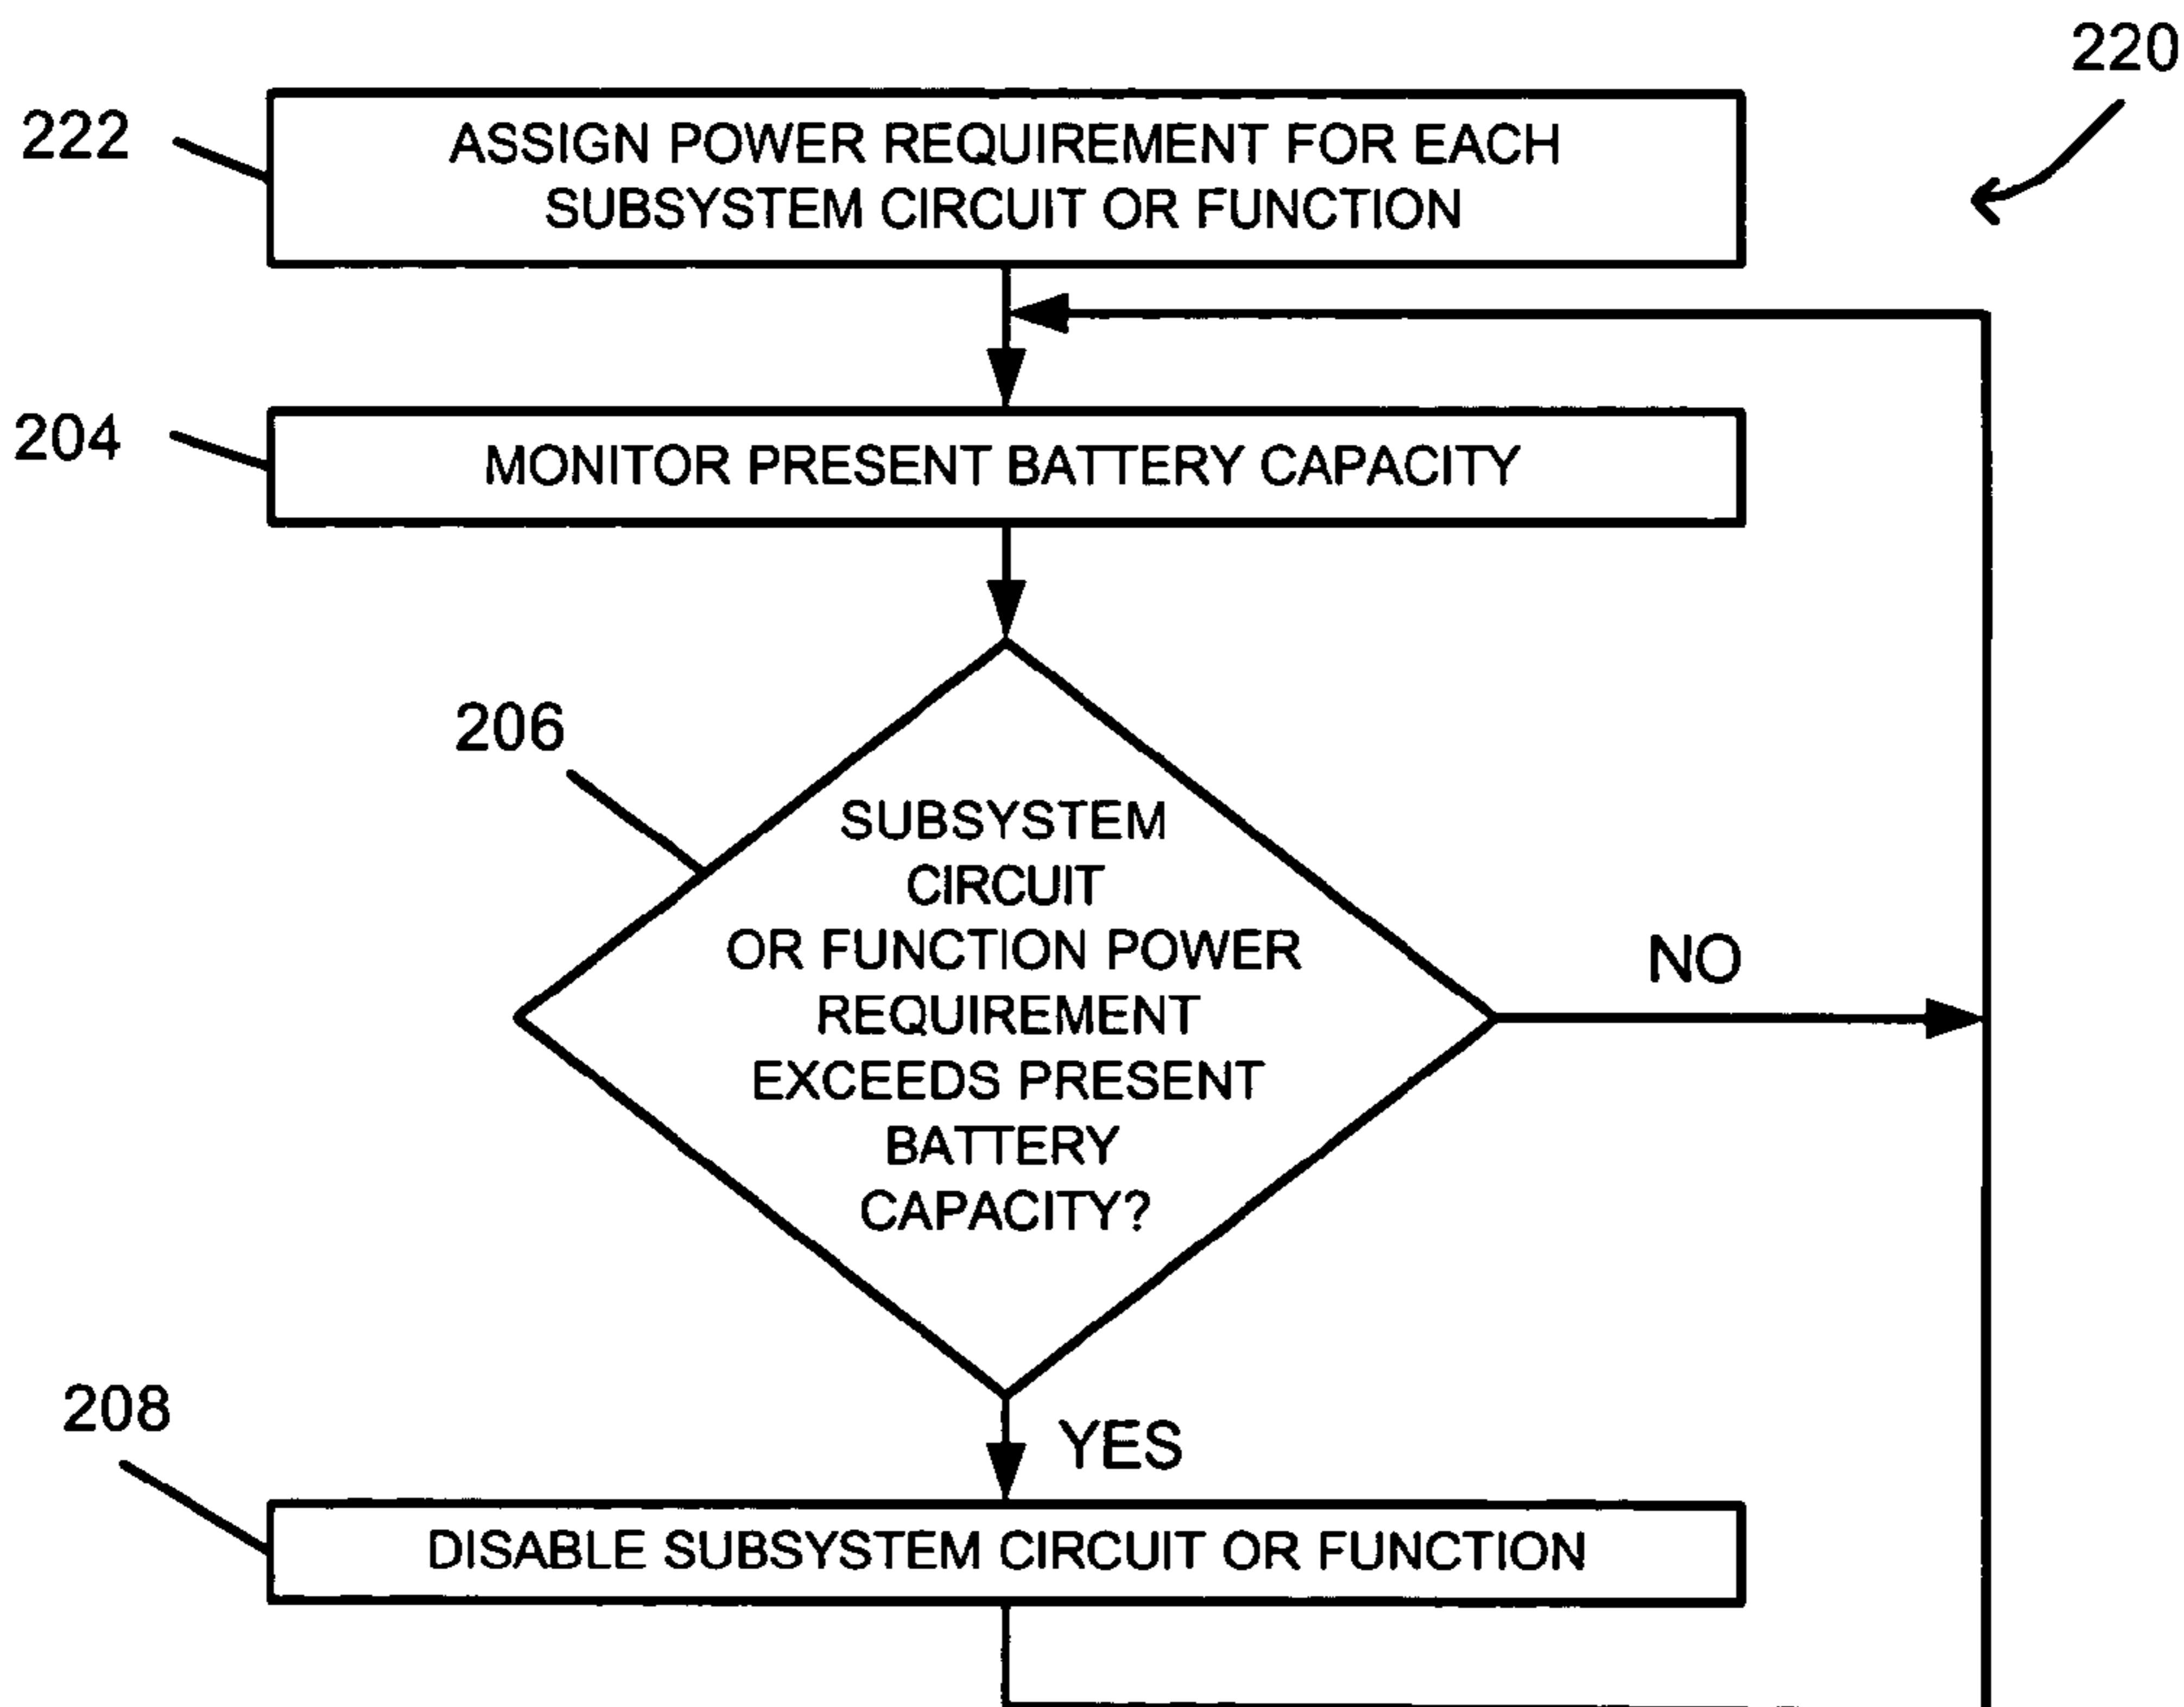 220
222
ASSIGN POWER REQUIREMENT FOR EACH
SUBSYSTEM CIRCUIT OR FUNCTION
204
MONITOR PRESENT BATTERY CAPACITY
206
SUBSYSTEM
CIRCUIT
OR FUNCTION POWER
REQUIREMENT
EXCEEDS PRESENT
BATTERY
CAPACITY?
NO
YES
208
DISABLE SUBSYSTEM CIRCUIT OR FUNCTION